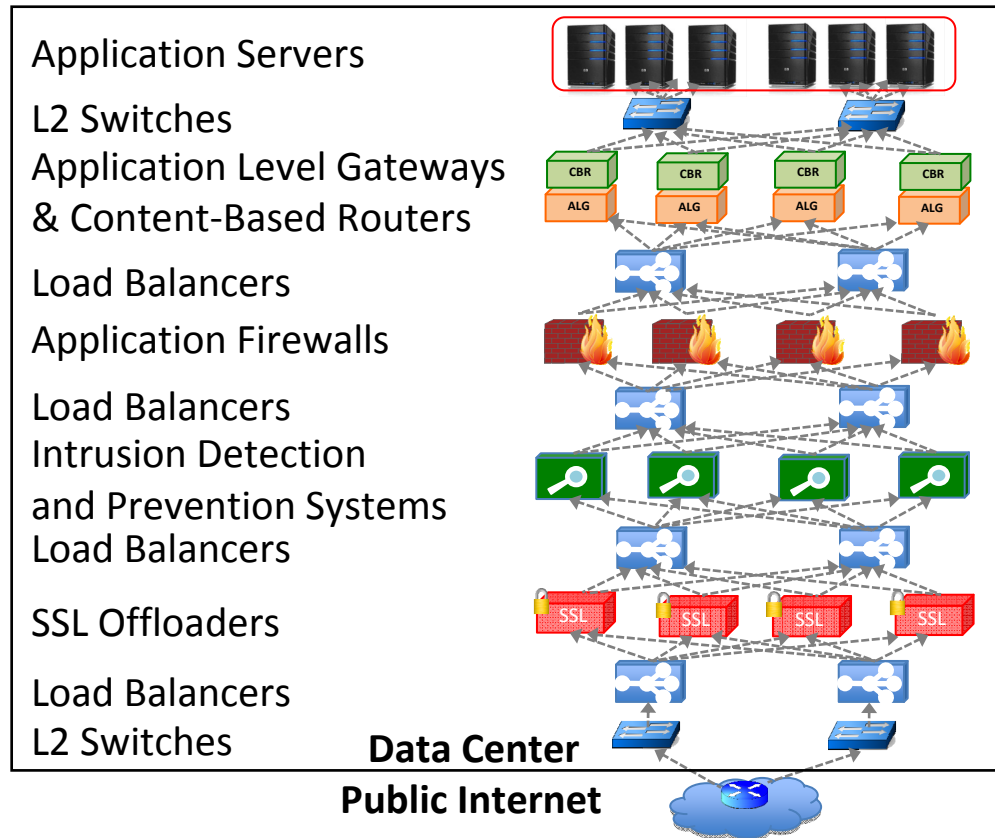 Application Servers
L2 Switches
Application Level Gateways
& Content-Based Routers
CBR CBR CBR CBR
ALG ALG ALG ALG
Load Balancers
Application Firewalls
Load Balancers
Intrusion Detection
and Prevention Systems
Load Balancers
SSL Offloaders
SSL SSL SSL SSL
Load Balancers
L2 Switches
Data Center
Public Internet